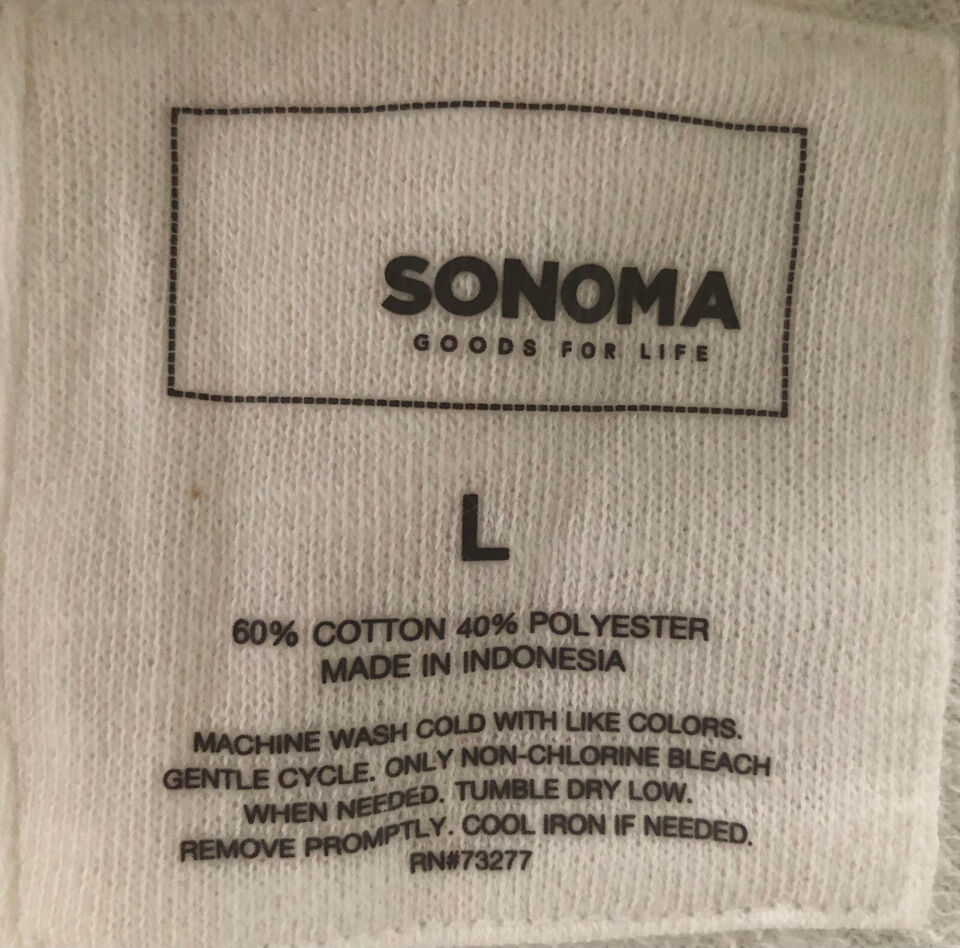 SONOMA
GOODS FOR LIFE
L
60% COTTON 40% POLYESTER
MADE IN INDONESIA
MACHINE WASH COLD WITH LIKE COLORS.
GENTLE CYCLE. ONLY NON-CHLORINE BLEACH
WHEN NEEDED. TUMBLE DRY LOW.
REMOVE PROMPTLY. COOL IRON IF NEEDED.
RN#73277